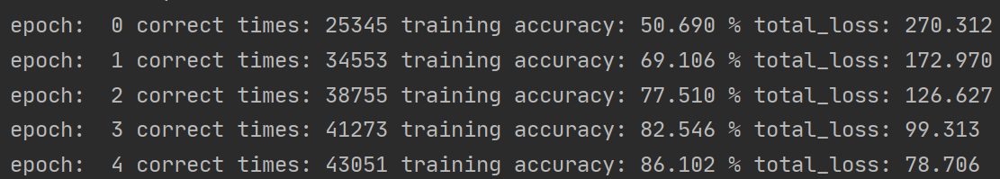 epoch:  0 correct times: 25345 training accuracy: 50.690 % total_loss: 270.312
epoch:  1 correct times: 34553 training accuracy: 69.106 % total_loss: 172.970
epoch:  2 correct times: 38755 training accuracy: 77.510 % total_loss: 126.627
epoch:  3 correct times: 41273 training accuracy: 82.546 % total_loss: 99.313
epoch:  4 correct times: 43051 training accuracy: 86.102 % total_loss: 78.706